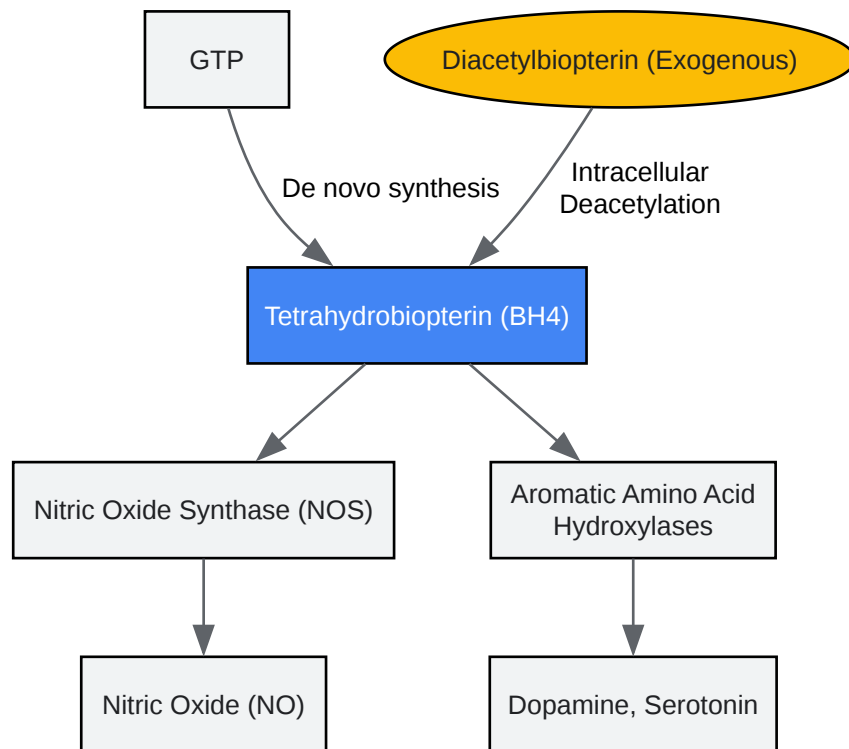 GTP
Diacetylbiopterin (Exogenous)
De novo synthesis
Intracellular
Deacetylation
Tetrahydrobiopterin (BH4)
Nitric Oxide Synthase (NOS)
Aromatic Amino Acid
Hydroxylases
Nitric Oxide (NO)
Dopamine, Serotonin